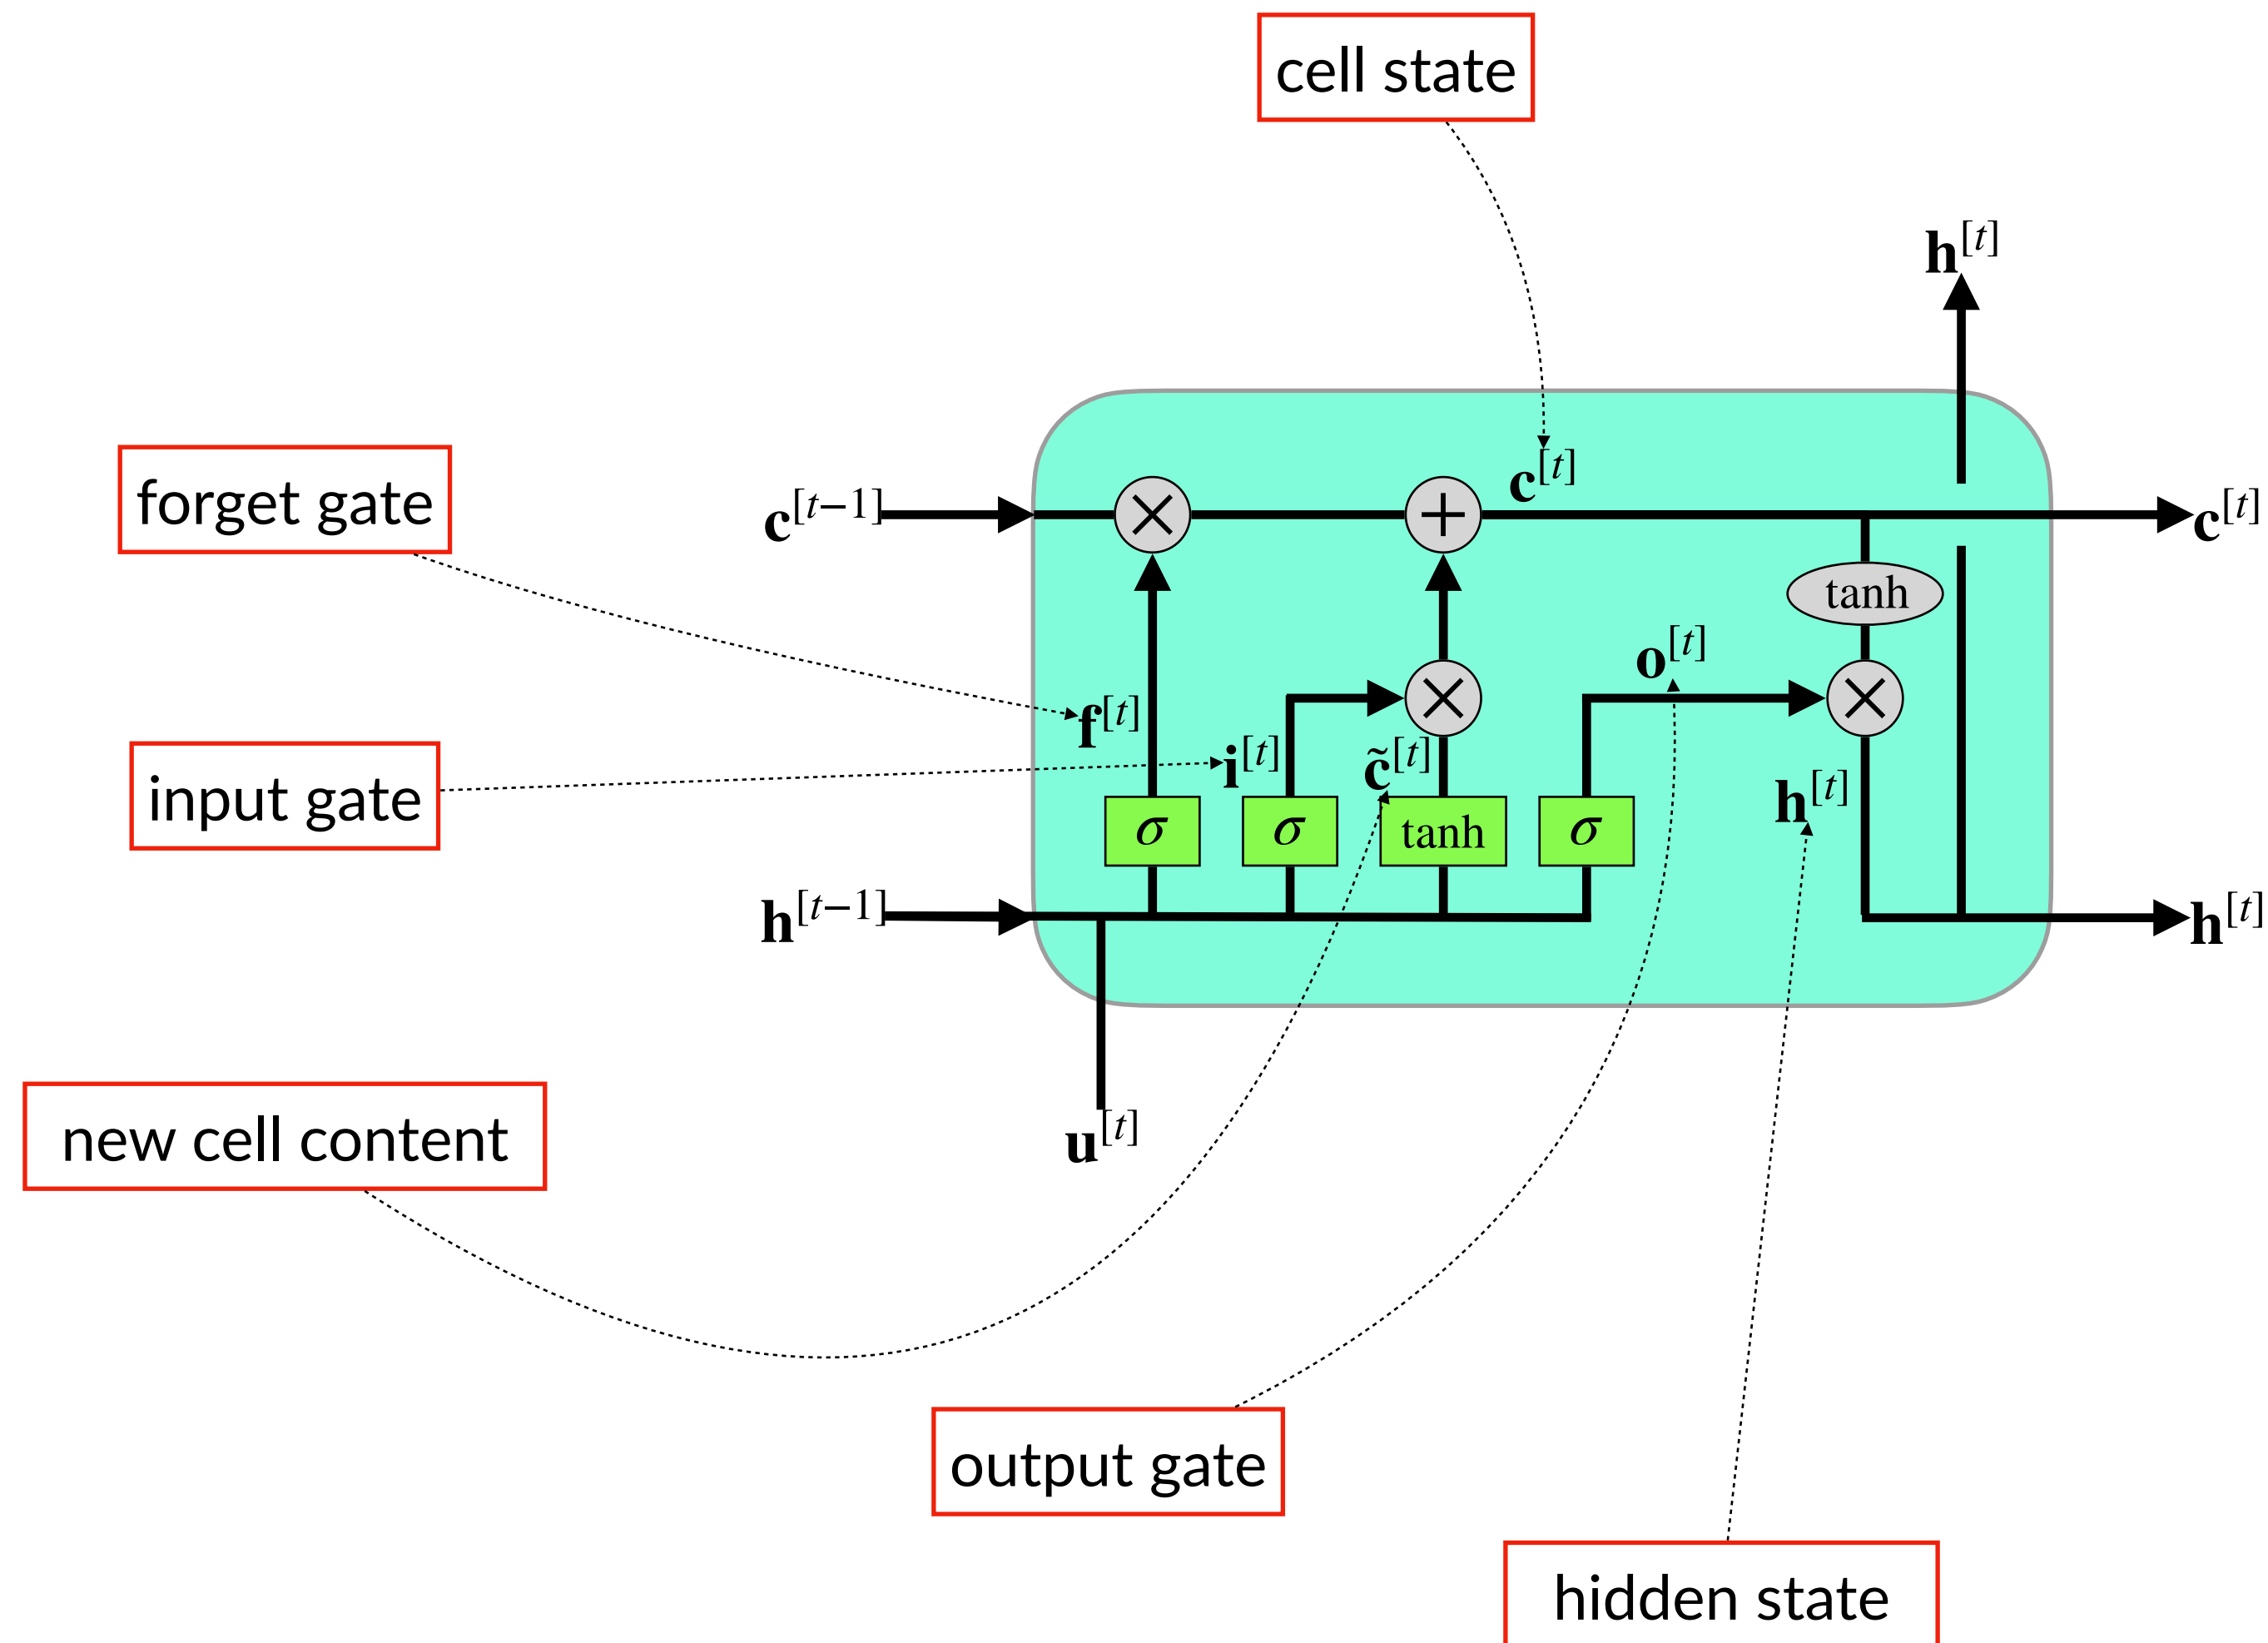 cell state
h^[t]
forget gate
c^[t−1]
×
+
c^[t]
c^[t]
tanh
f^[t]
input gate
i^[t]
×
c̃^[t]
o^[t]
×
h^[t]
σ
σ
tanh
σ
h^[t−1]
h^[t]
new cell content
u^[t]
output gate
hidden state